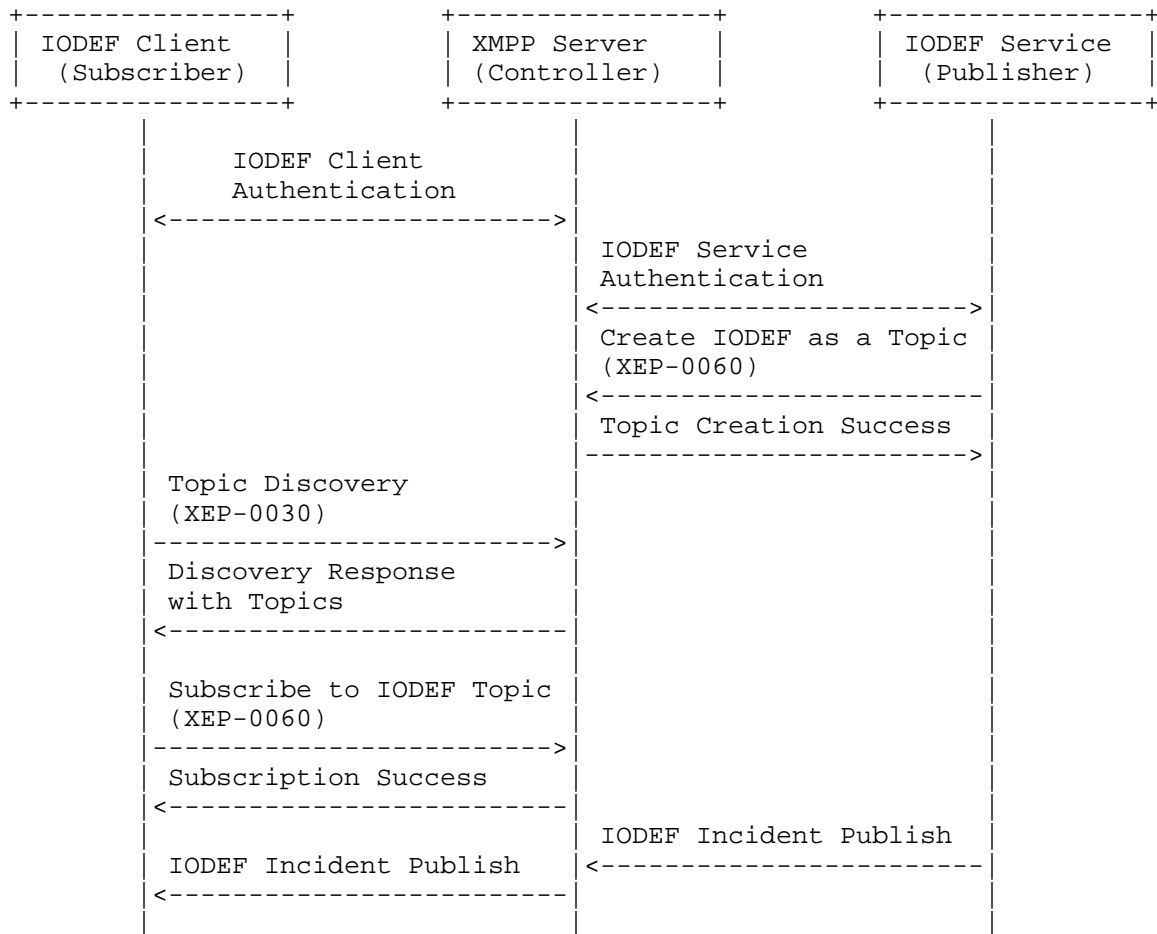 IODEF Client
(Subscriber)
XMPP Server
(Controller)
IODEF Service
(Publisher)
IODEF Client
Authentication
IODEF Service
Authentication
Create IODEF as a Topic
(XEP-0060)
Topic Creation Success
Topic Discovery
(XEP-0030)
Discovery Response
with Topics
Subscribe to IODEF Topic
(XEP-0060)
Subscription Success
IODEF Incident Publish
IODEF Incident Publish